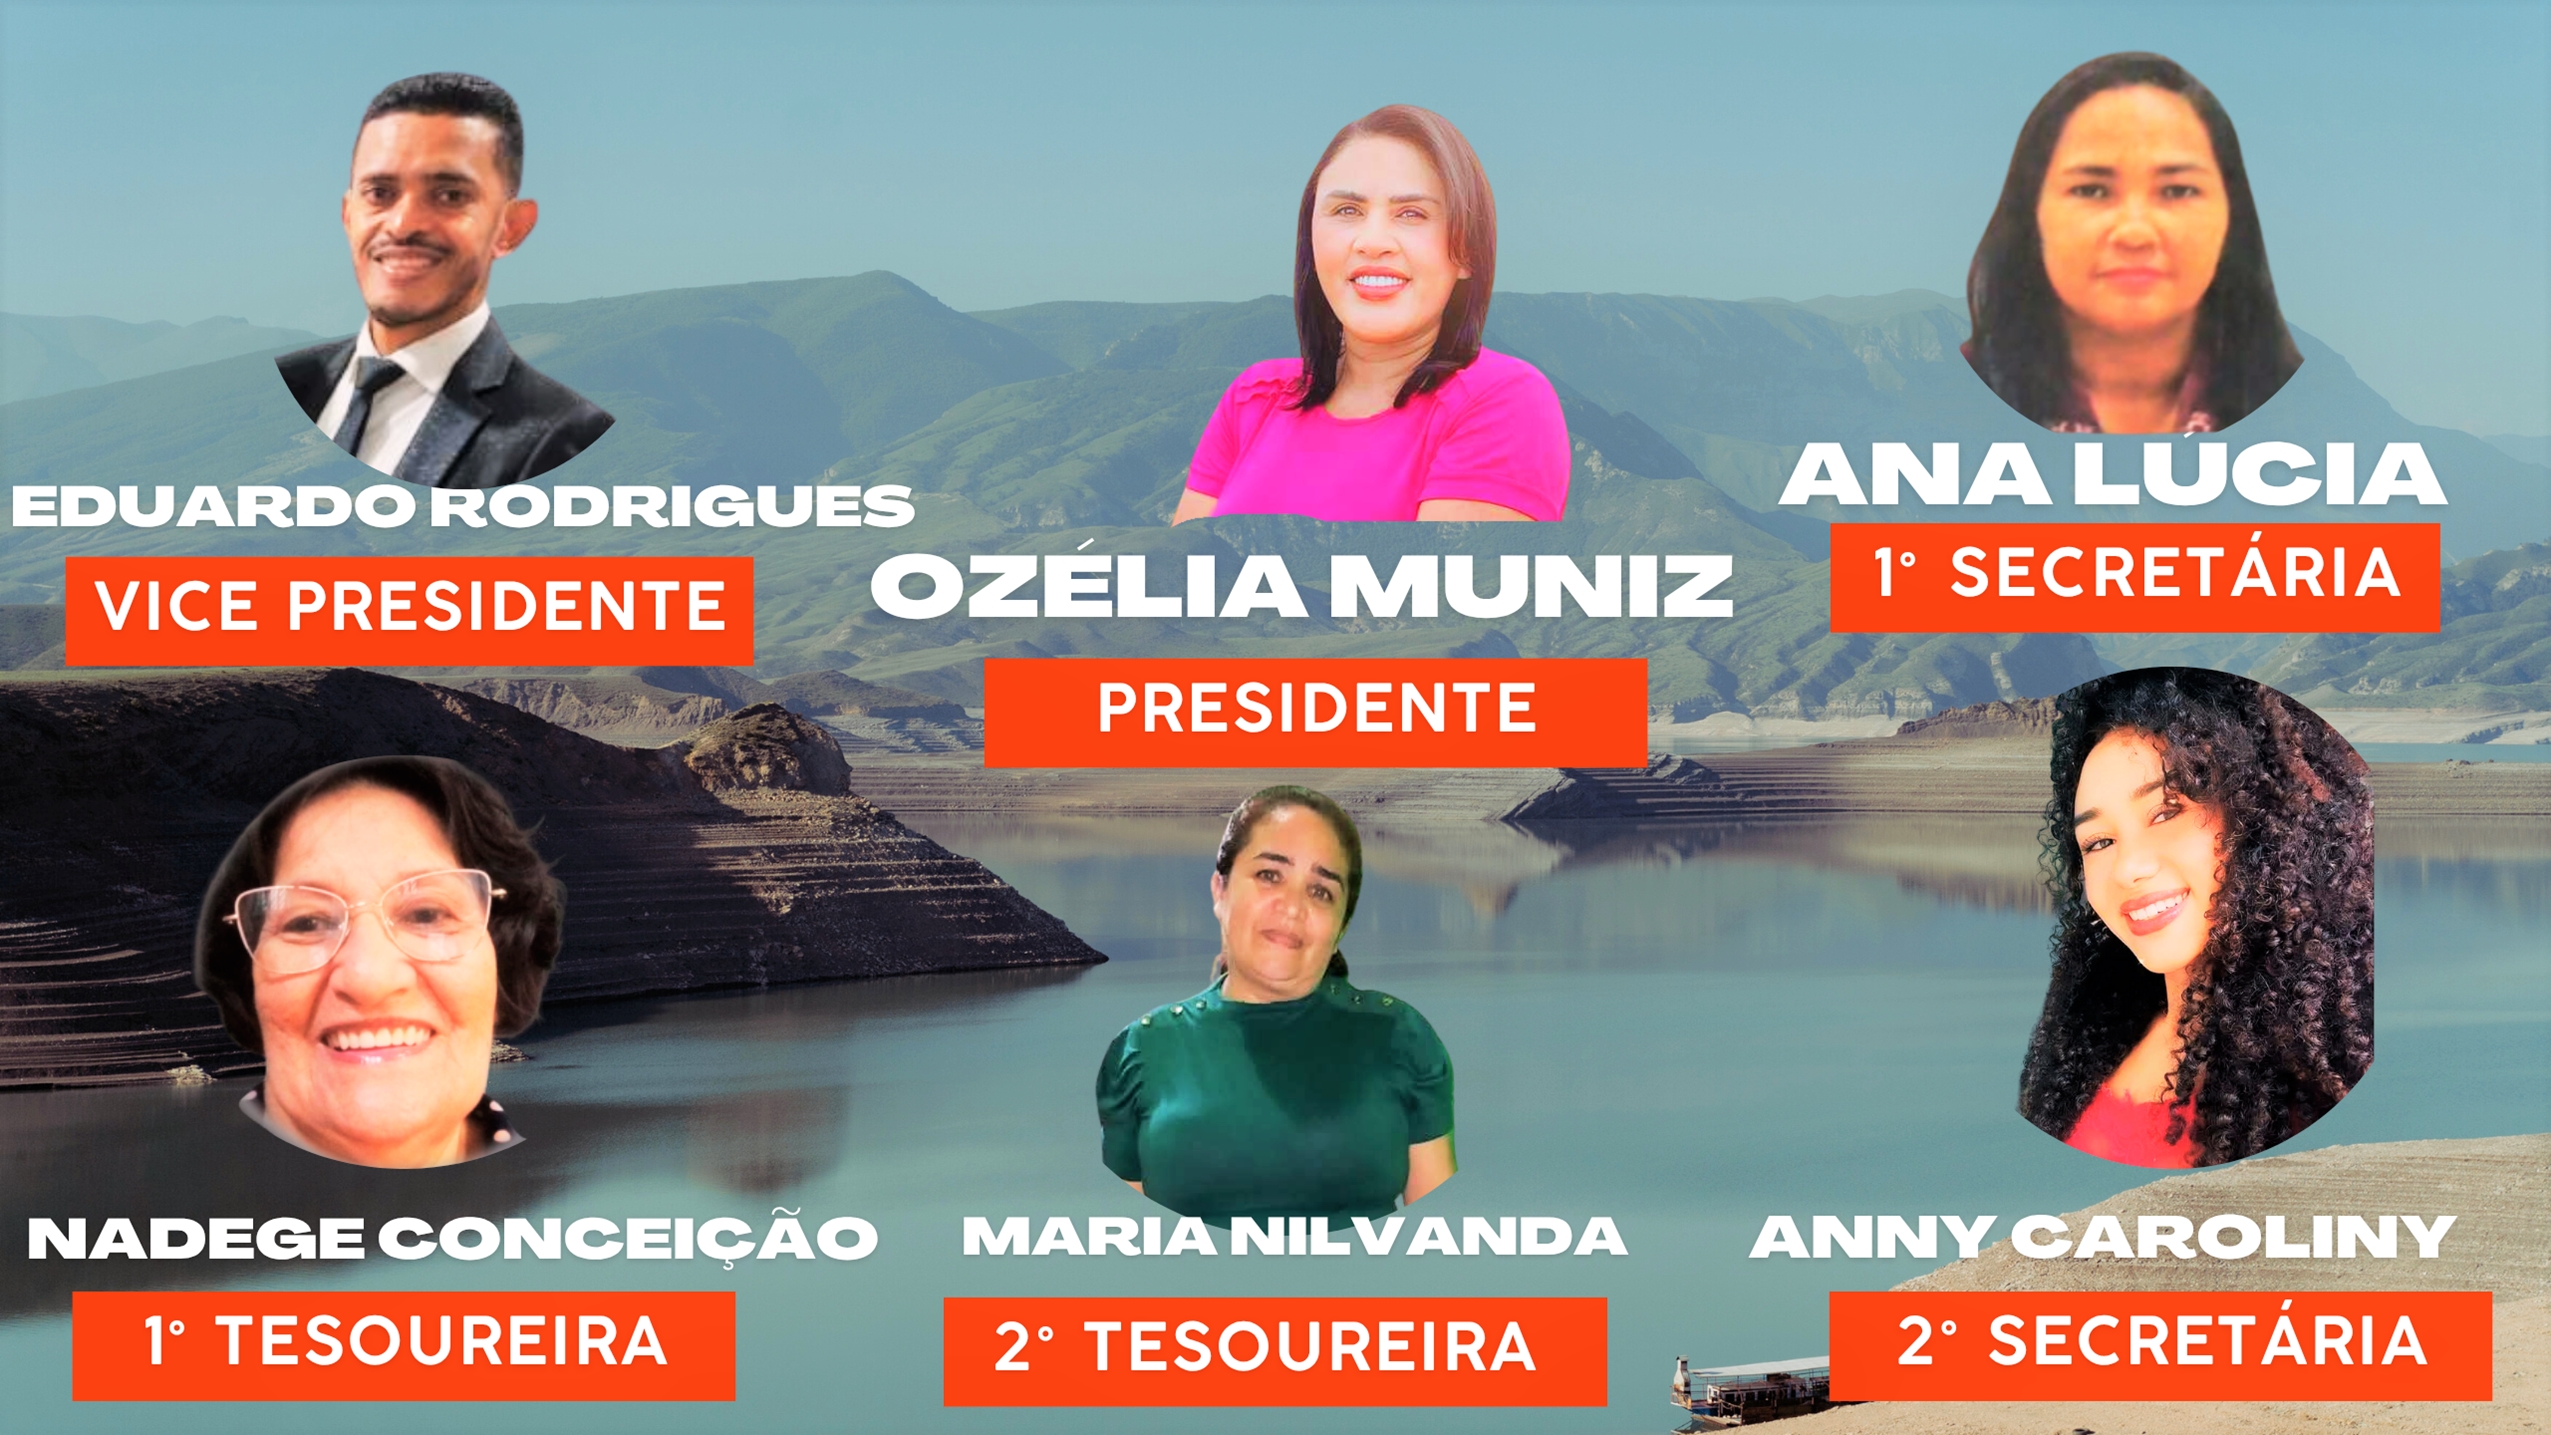 EDUARDO RODRIGUES
VICE PRESIDENTE
OZÉLIA MUNIZ
PRESIDENTE
ANA LÚCIA
1° SECRETÁRIA
NADEGE CONCEIÇÃO
1° TESOUREIRA
MARIA NILVANDA
2° TESOUREIRA
ANNY CAROLINY
2° SECRETÁRIA